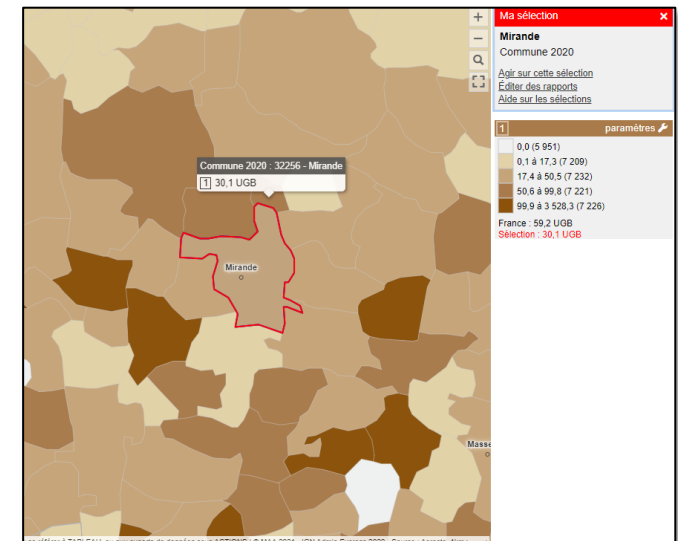 +
−
Commune 2020 : 32256 - Mirande
1 30,1 UGB
Mirande
Masse
Ma sélection ×
Mirande
Commune 2020
Agir sur cette sélection
Éditer des rapports
Aide sur les sélections
1 paramètres
0,0 (5 951)
0,1 à 17,3 (7 209)
17,4 à 50,5 (7 232)
50,6 à 99,8 (7 221)
99,9 à 3 528,3 (7 226)
France : 59,2 UGB
Sélection : 30,1 UGB